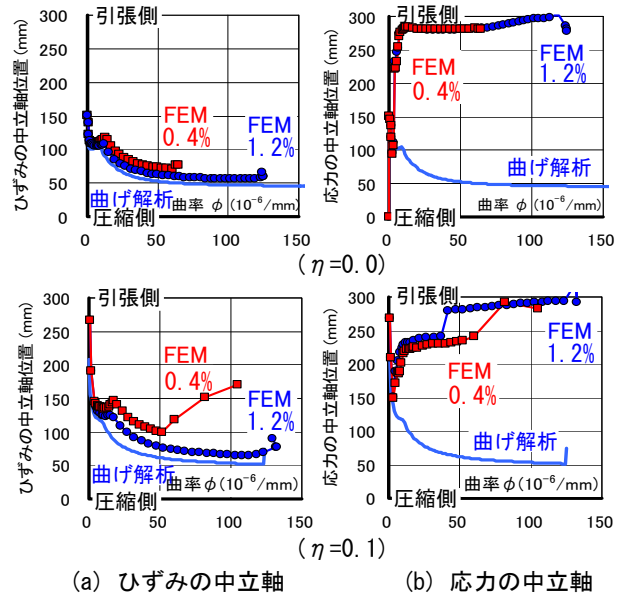 引張側
300
250
200
150
100
50
0
ひずみの中立軸位置 (mm)
FEM
0.4%
FEM
1.2%
曲げ解析
曲率 φ (10⁻⁶/mm)
圧縮側
0
50
100
150
引張側
300
250
200
150
100
50
0
応力の中立軸位置 (mm)
FEM
0.4%
FEM
1.2%
曲げ解析
曲率 φ (10⁻⁶/mm)
圧縮側
0
50
100
150
(η=0.0)
引張側
300
250
200
150
100
50
0
ひずみの中立軸位置 (mm)
FEM
0.4%
FEM
1.2%
曲げ解析
曲率 φ (10⁻⁶/mm)
圧縮側
0
50
100
150
引張側
300
250
200
150
100
50
0
応力の中立軸位置 (mm)
FEM
1.2%
FEM
0.4%
曲げ解析
曲率 φ (10⁻⁶/mm)
圧縮側
0
50
100
150
(η=0.1)
(a) ひずみの中立軸
(b) 応力の中立軸